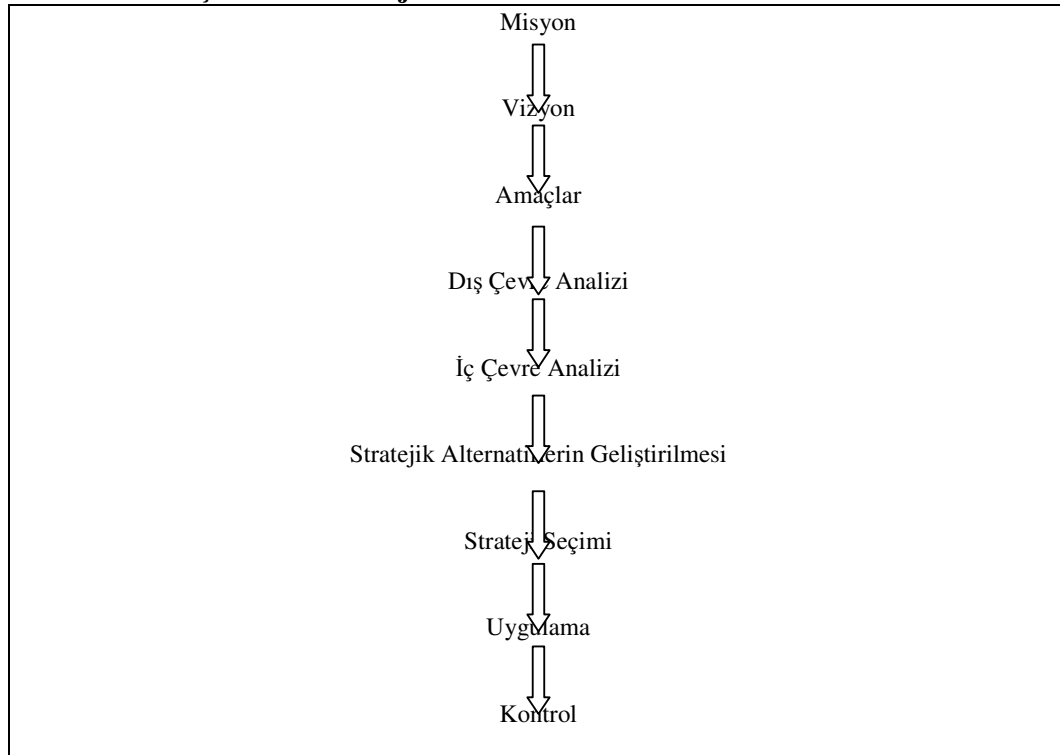 Misyon
Vizyon
Amaçlar
Dış Çevre Analizi
İç Çevre Analizi
Stratejik Alternatiflerin Geliştirilmesi
Strateji Seçimi
Uygulama
Kontrol